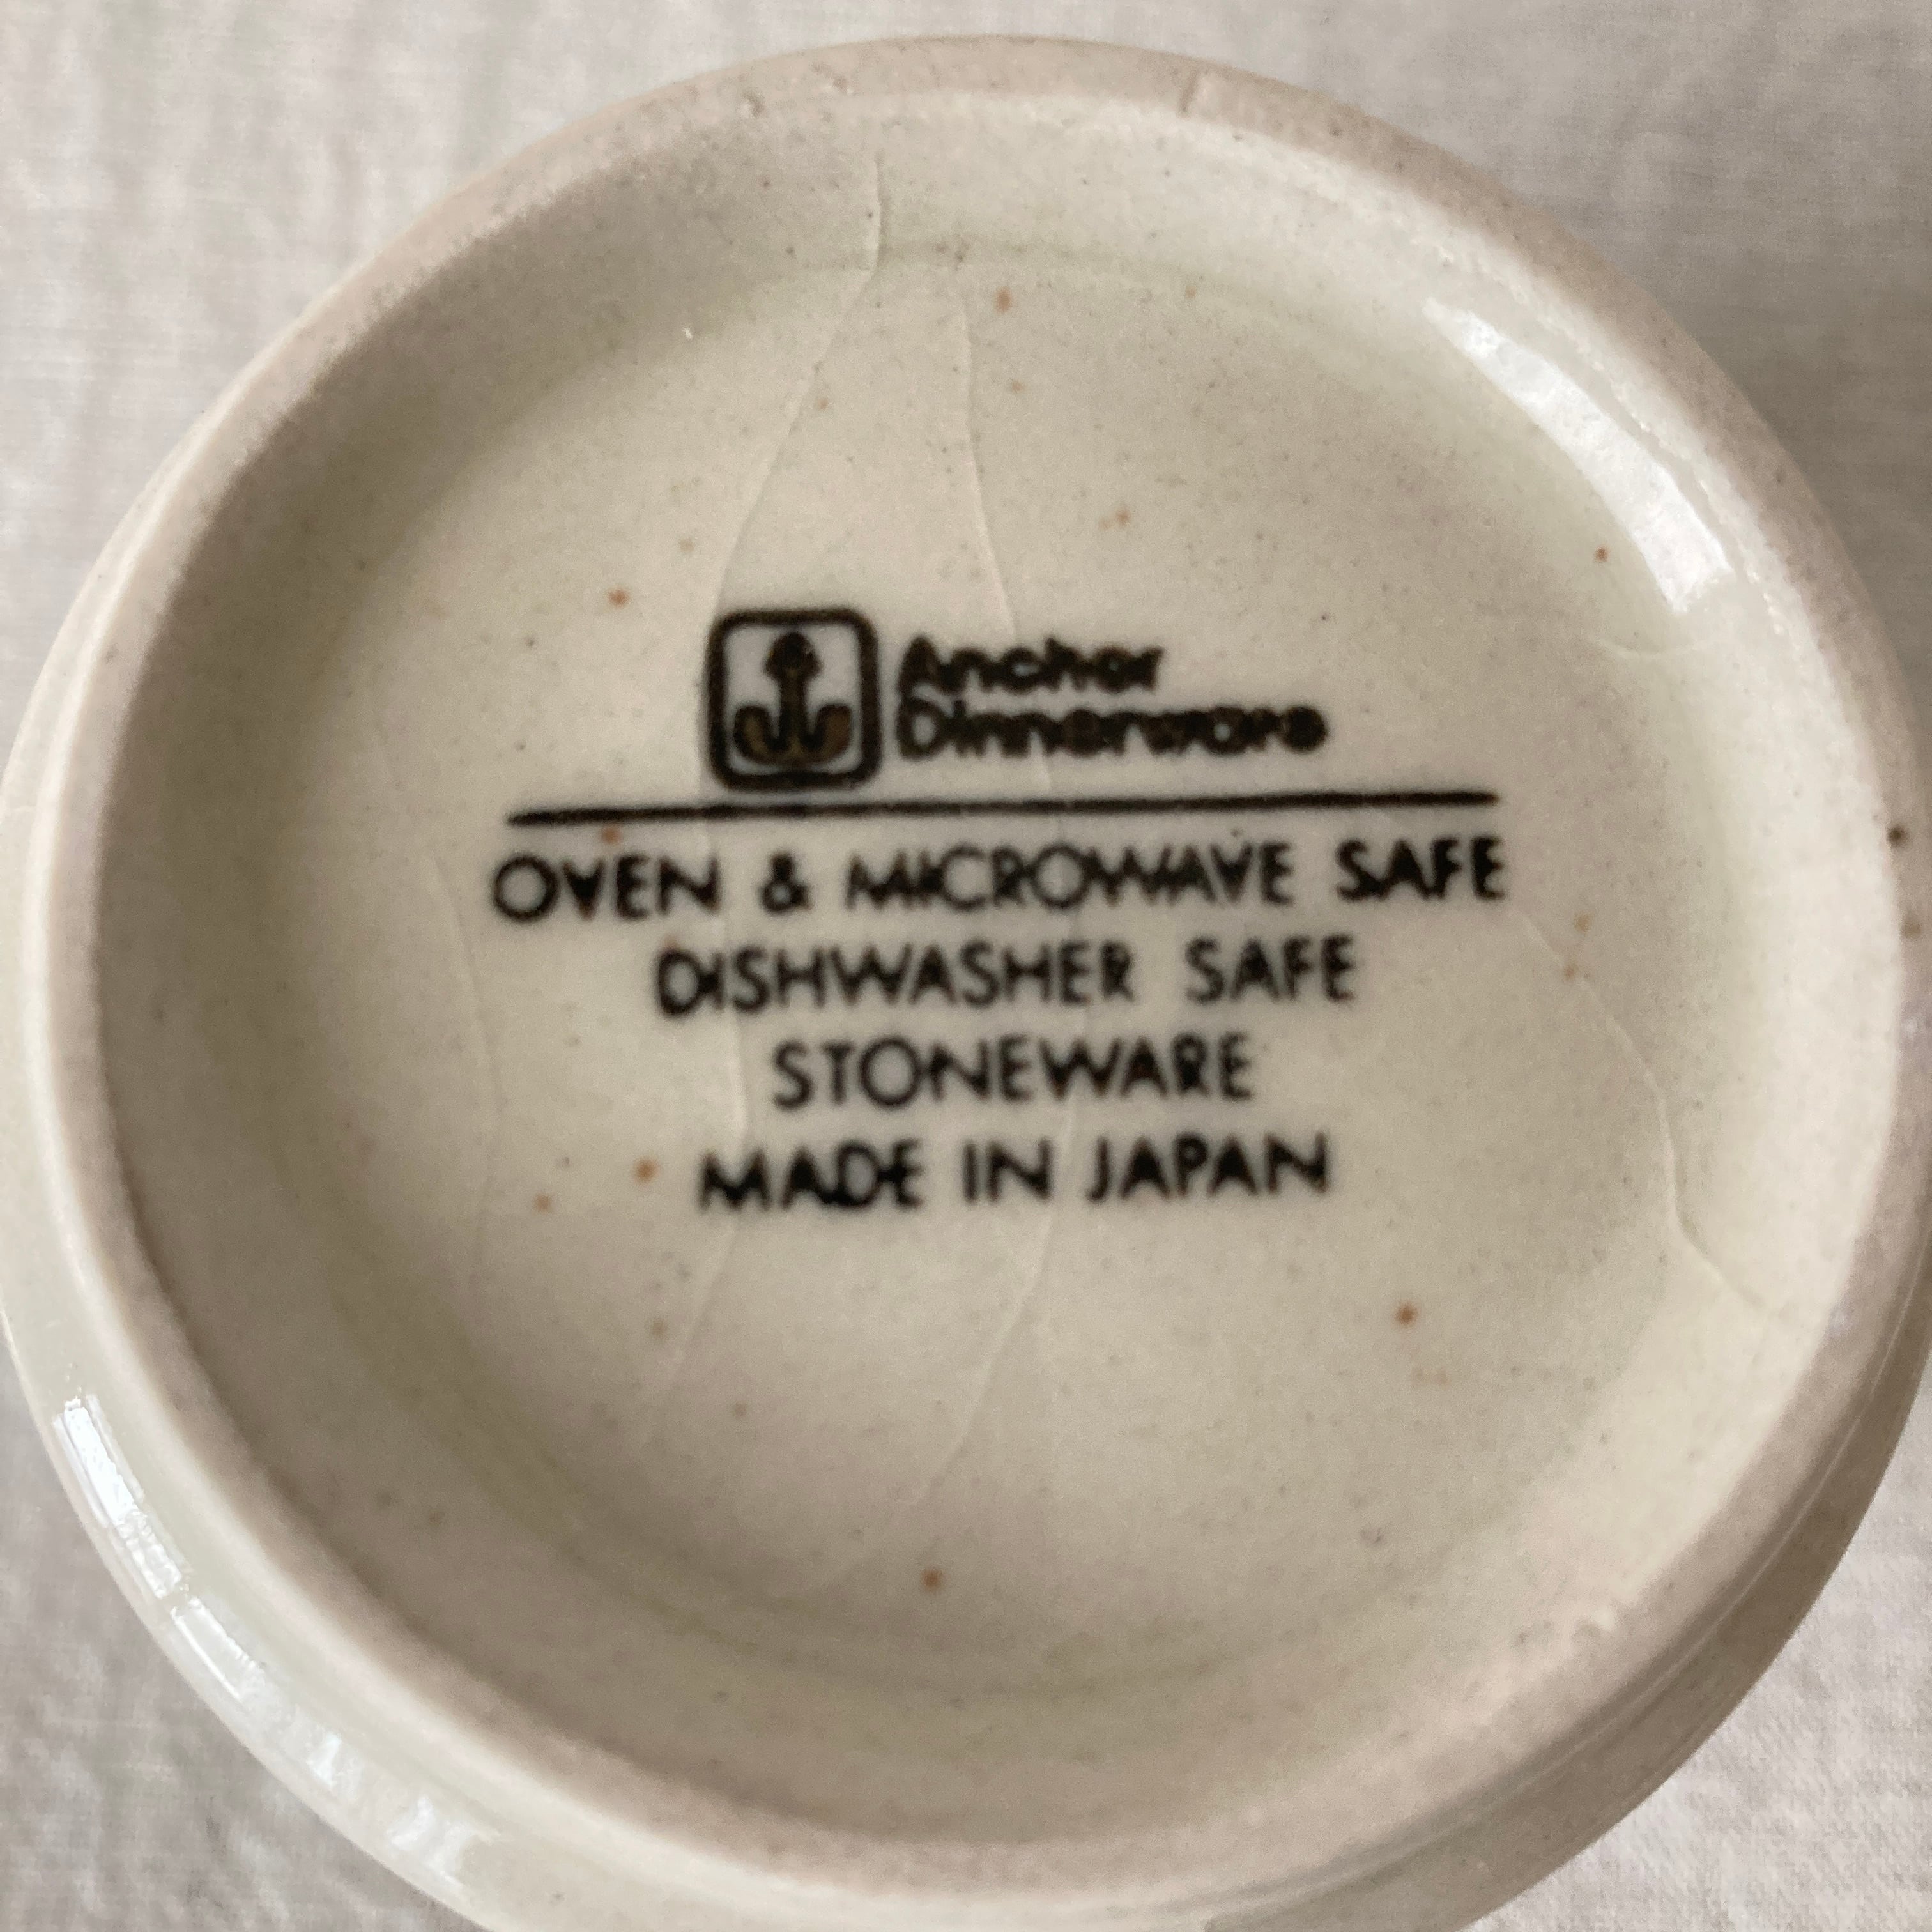 Anchor
Dinnerware
OVEN & MICROWAVE SAFE
DISHWASHER SAFE
STONEWARE
MADE IN JAPAN